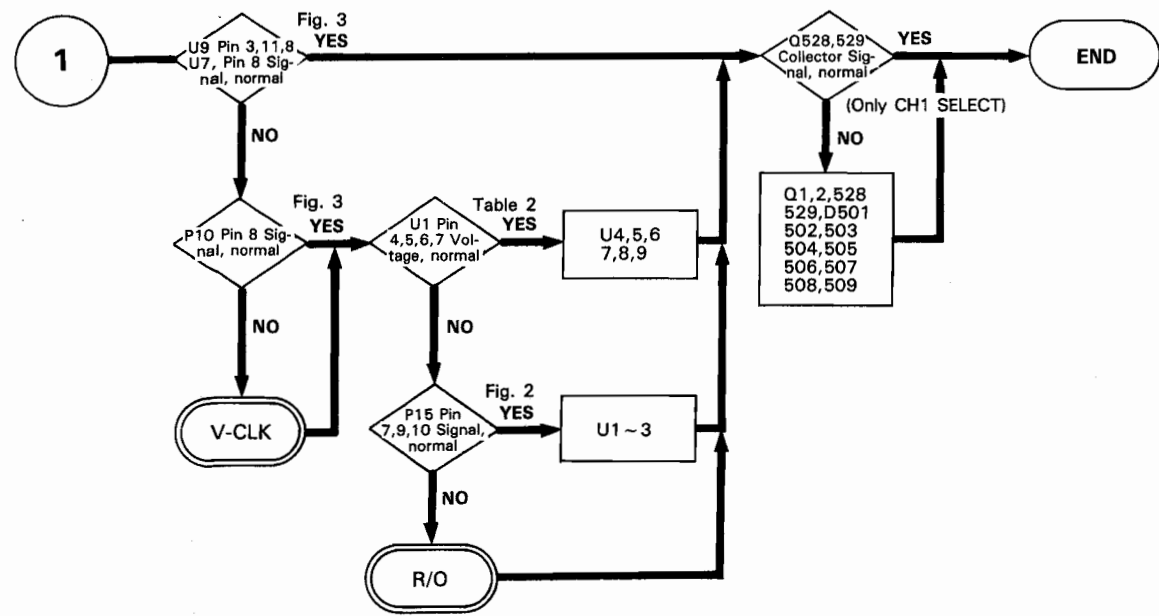 1
Fig. 3
U9 Pin 3,11,8
U7, Pin 8 Sig-
nal, normal
YES
NO
Q528,529
Collector Sig-
nal, normal
YES
END
(Only CH1 SELECT)
NO
Q1,2,528
529,D501
502,503
504,505
506,507
508,509
P10 Pin 8 Sig-
nal, normal
Fig. 3
YES
NO
U1 Pin
4,5,6,7 Vol-
tage, normal
Table 2
YES
NO
U4,5,6
7,8,9
V-CLK
P15 Pin
7,9,10 Signal,
normal
Fig. 2
YES
NO
U1~3
R/O